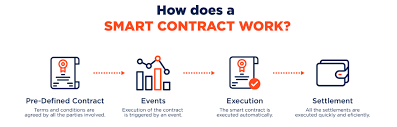 How does a
SMART CONTRACT WORK?
Pre-Defined Contract
Terms and conditions are
agreed by all the parties involved.
Events
Execution of the contract
is triggered by an event.
Execution
The smart contract is
executed automatically.
Settlement
All the settlements are
executed quickly and efficiently.